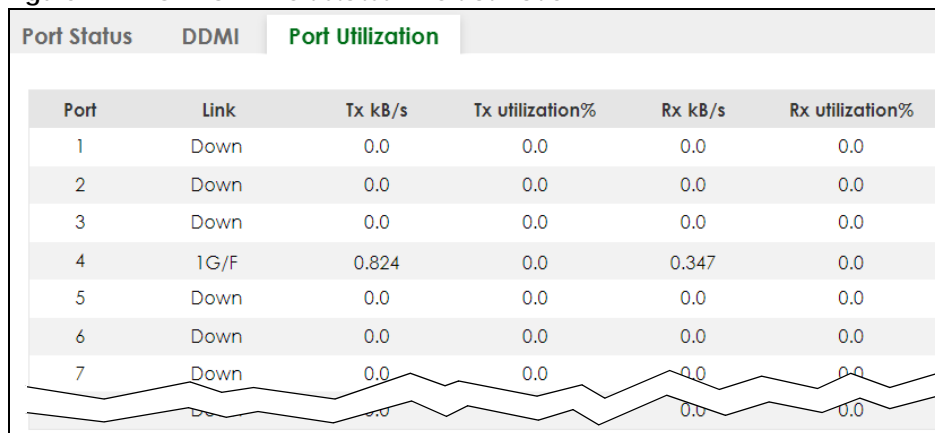 Port Status DDMI Port Utilization
Port Link Tx kB/s Tx utilization% Rx kB/s Rx utilization%
1 Down 0.0 0.0 0.0 0.0
2 Down 0.0 0.0 0.0 0.0
3 Down 0.0 0.0 0.0 0.0
4 1G/F 0.824 0.0 0.347 0.0
5 Down 0.0 0.0 0.0 0.0
6 Down 0.0 0.0 0.0 0.0
7 Down 0.0 0.0 0.0 0.0
0.0 0.0